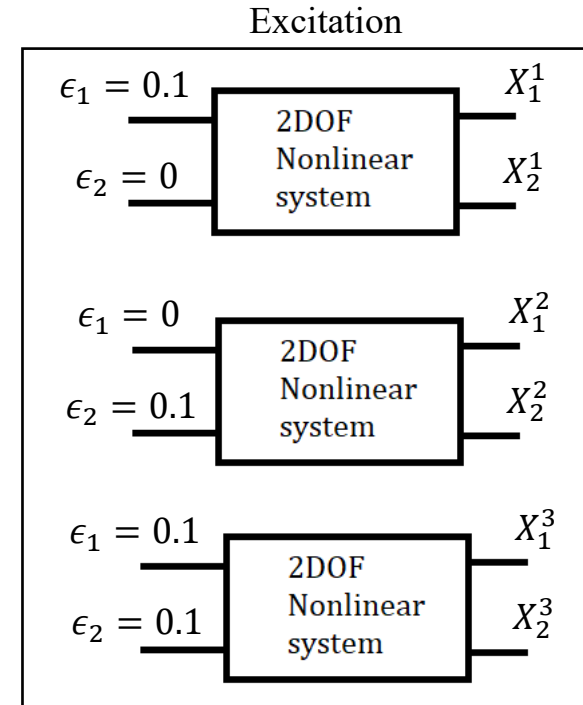 Excitation
ϵ₁ = 0.1
X₁¹
2DOF
Nonlinear
system
ϵ₂ = 0
X₂¹
ϵ₁ = 0
X₁²
2DOF
Nonlinear
system
ϵ₂ = 0.1
X₂²
ϵ₁ = 0.1
X₁³
2DOF
Nonlinear
system
ϵ₂ = 0.1
X₂³